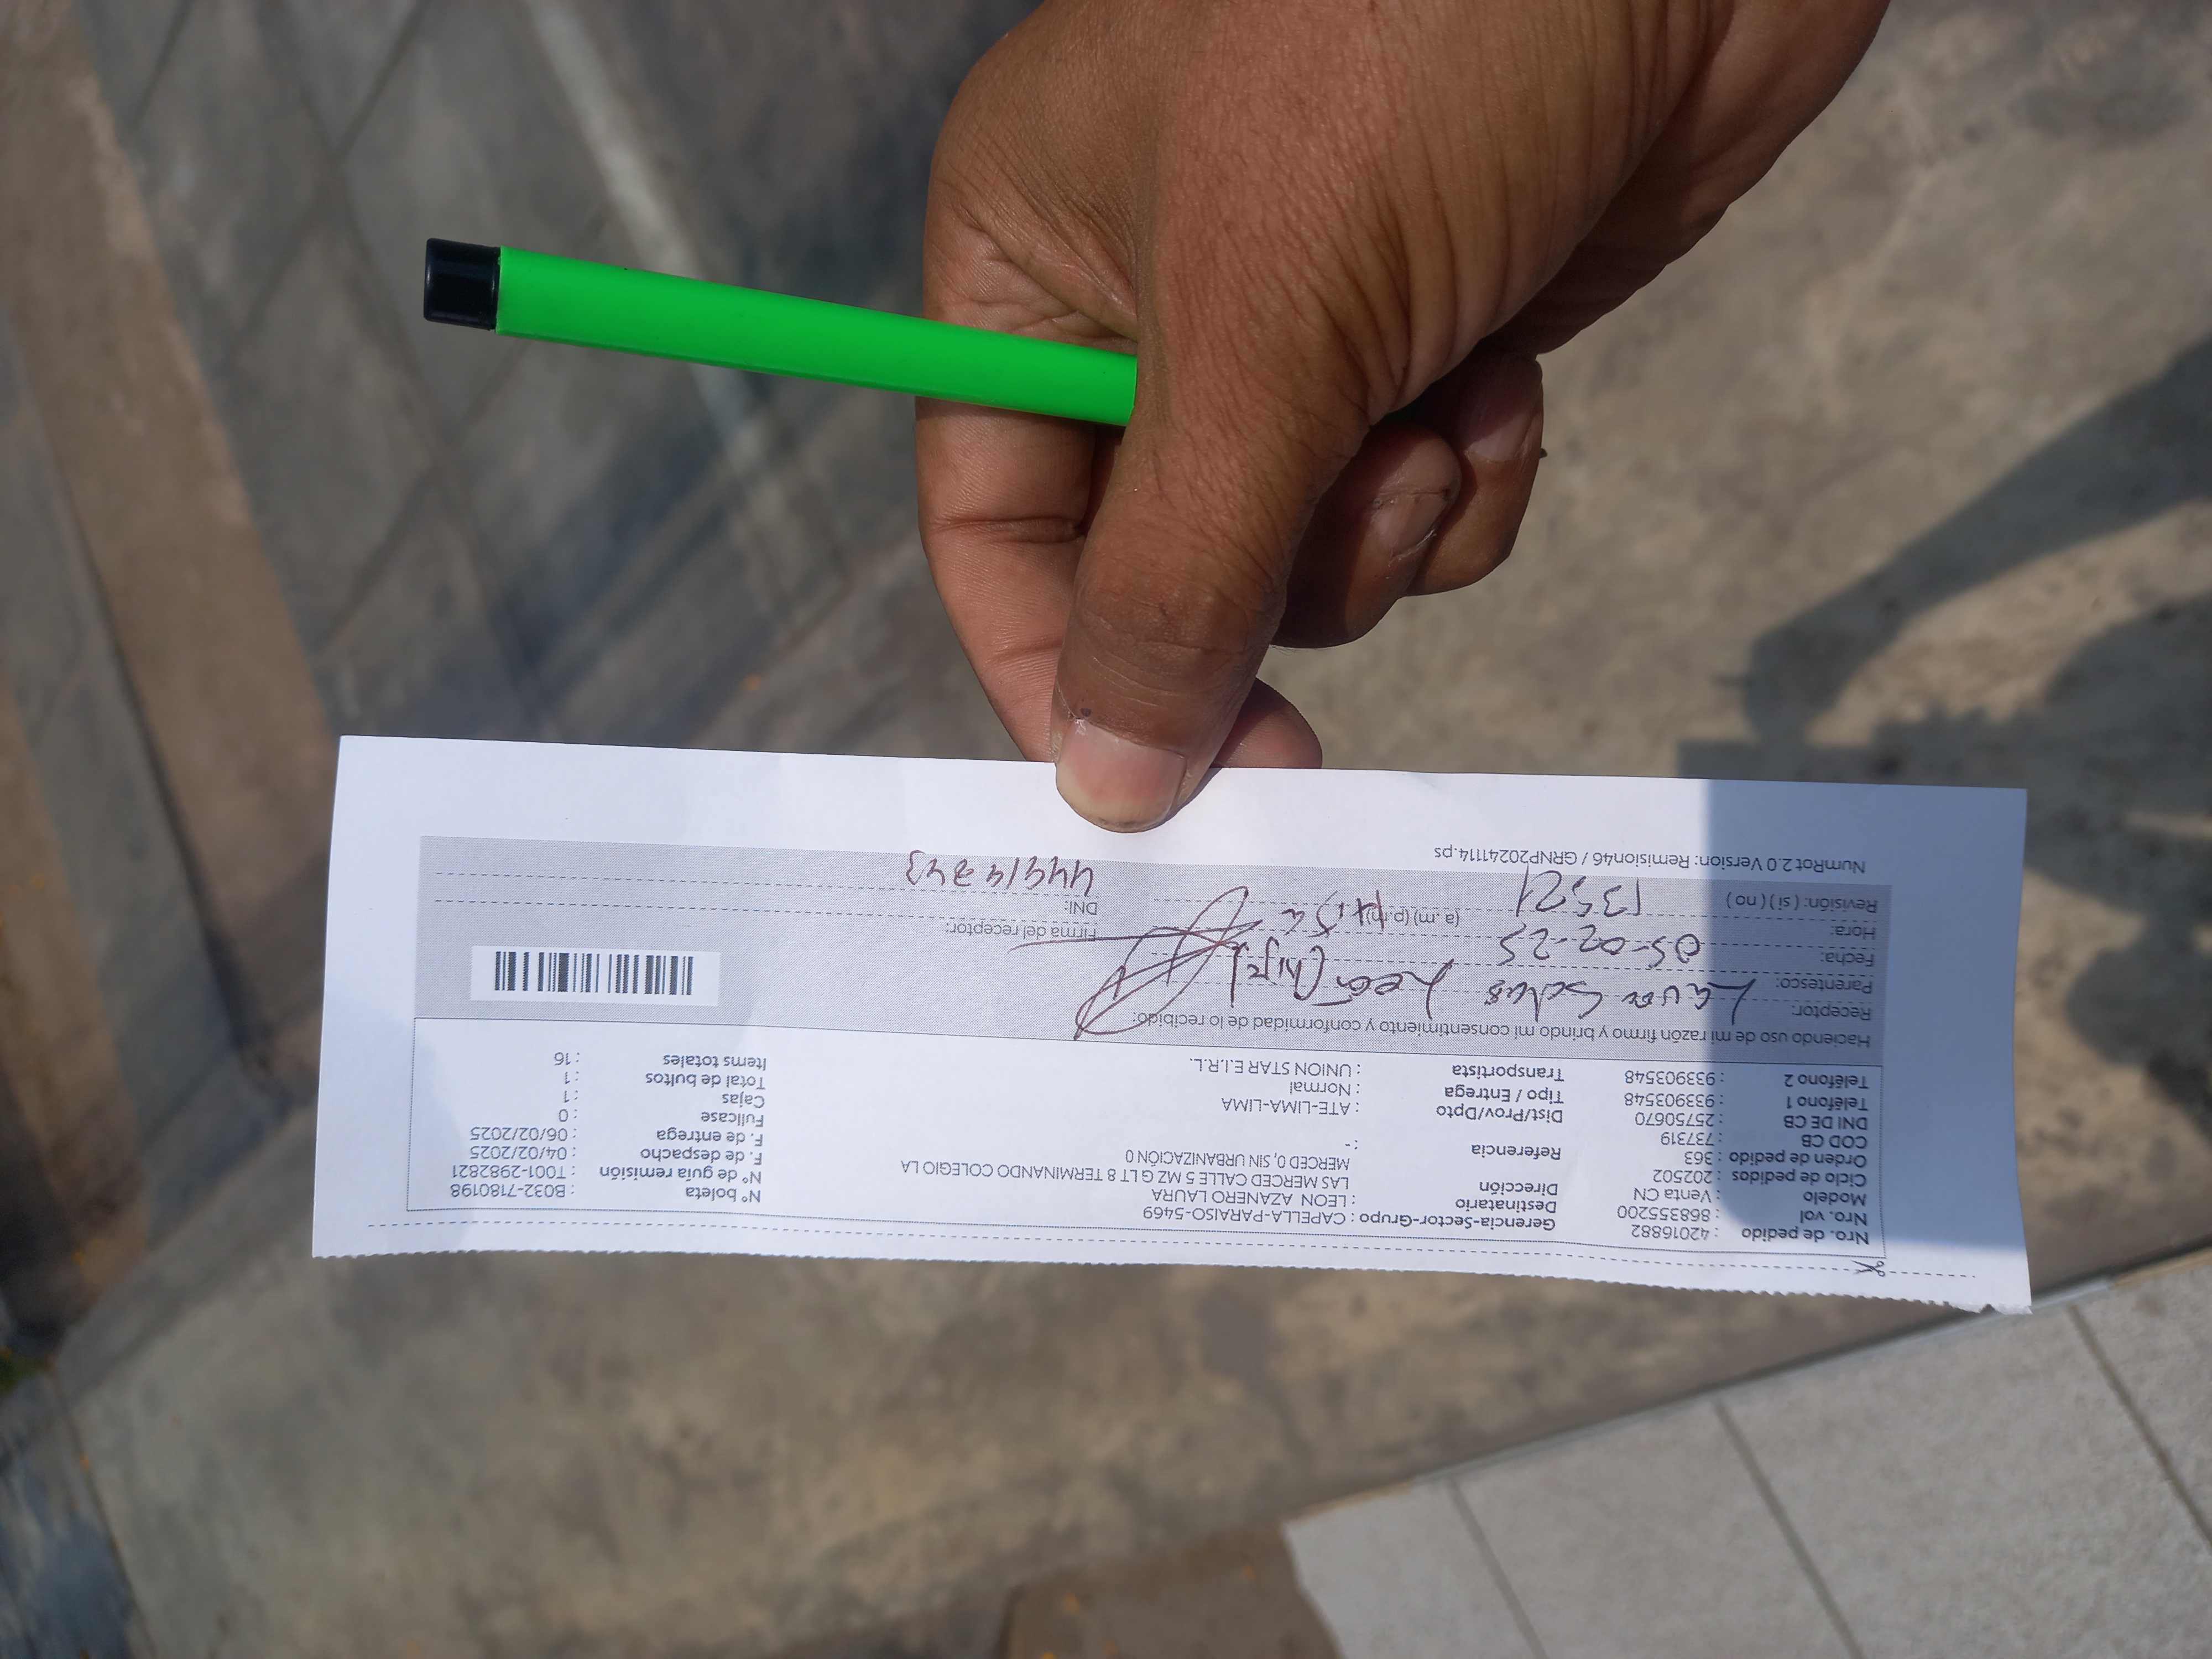 Nro. de pedido : 42016882 Gerencia-Sector-Grupo : CAPELLA-PARAISO-5469 Nº boleta : B032-7180198
Nro. vol : 868355200 Destinatario : LEON AZANERO LAURA Nº de guía remisión : T001-2982821
Modelo : Venta CN Dirección LAS MERCED CALLE 5 MZ G LT 8 TERMINANDO COLEGIO LA F. de despacho : 04/02/2025
Ciclo de pedidos : 202502 MERCED 0, SIN URBANIZACIÓN 0 F. de entrega : 06/02/2025
Orden de pedido : 363 Referencia : - Fullcase : 0
COD CB : 737319 Cajas : 1
DNI DE CB : 25750670 Dist/Prov/Dpto : ATE-LIMA-LIMA Total de bultos : 1
Teléfono 1 : 933903548 Tipo / Entrega : Normal Items totales : 16
Teléfono 2 : 933903548 Transportista : UNION STAR E.I.R.L.
Haciendo uso de mi razón firmo y brindo mi consentimiento y conformidad de lo recibido:
Receptor: Leon (hija)
Parentesco:
Fecha: 05-02-25 Firma del receptor:
Hora: 13:21 (a.m.) (p.m)
Revisión: ( si ) ( no ) DNI: 44414243
NumRot 2.0 Version: Remision46 / GRNP20241114.ps